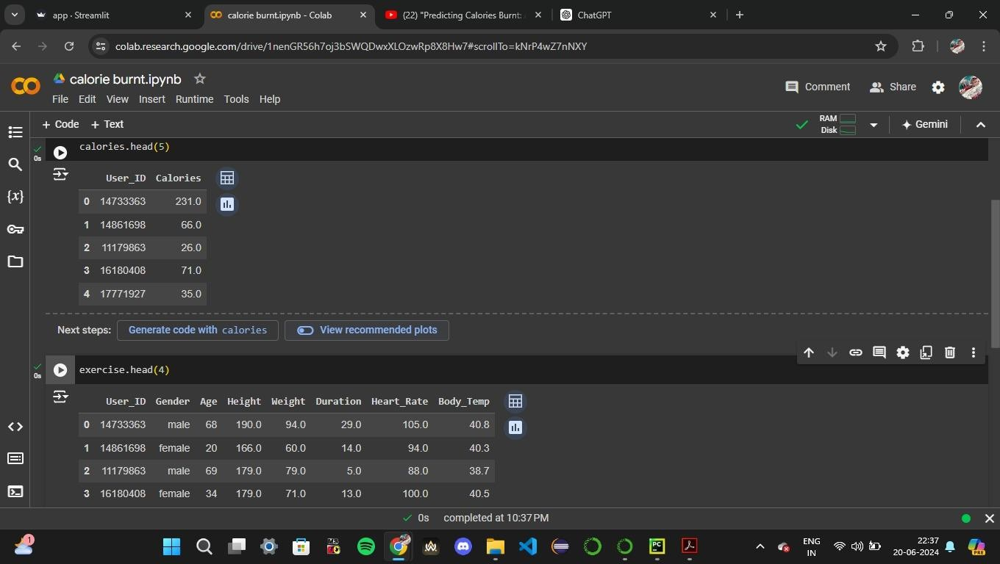 app · Streamlit
calorie burnt.ipynb - Colab
(22) "Predicting Calories Burnt:
ChatGPT
colab.research.google.com/drive/1nenGR56h7oj3bSWQDwxXLOzwRp8X8Hw7#scrollTo=kNrP4wZ7nNXY
calorie burnt.ipynb
File Edit View Insert Runtime Tools Help
Comment
Share
+ Code + Text
RAM
Disk
Gemini
0s
calories.head(5)
User_ID Calories
0 14733363 231.0
1 14861698 66.0
2 11179863 26.0
3 16180408 71.0
4 17771927 35.0
Next steps: Generate code with calories View recommended plots
0s
exercise.head(4)
User_ID Gender Age Height Weight Duration Heart_Rate Body_Temp
0 14733363 male 68 190.0 94.0 29.0 105.0 40.8
1 14861698 female 20 166.0 60.0 14.0 94.0 40.3
2 11179863 male 69 179.0 79.0 5.0 88.0 38.7
3 16180408 female 34 179.0 71.0 13.0 100.0 40.5
0s completed at 10:37 PM
1
PC
PRE
ENG
IN
22:37
20-06-2024